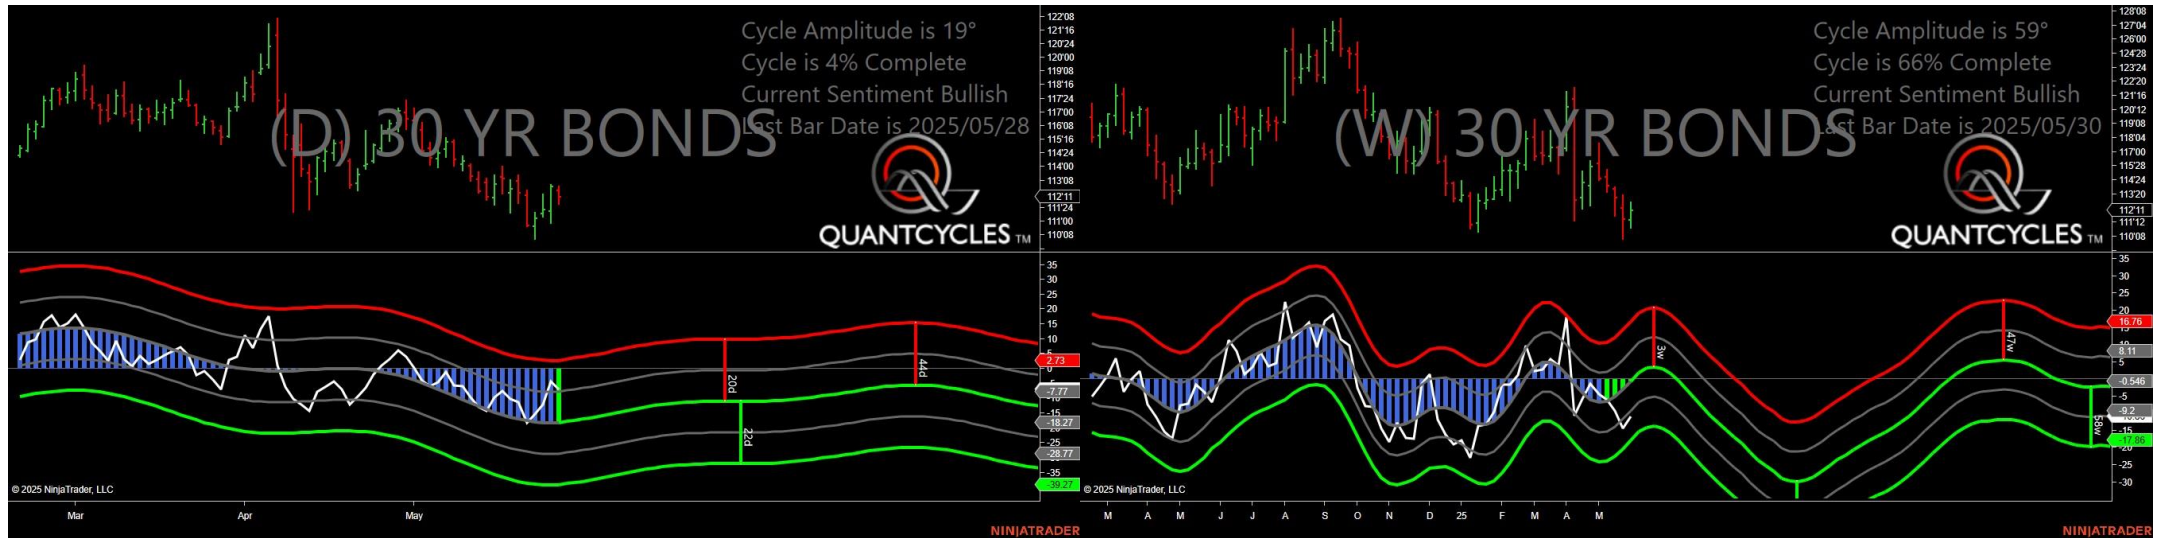 Cycle Amplitude is 19°
Cycle is 4% Complete
Current Sentiment Bullish
Last Bar Date is 2025/05/28
(D) 30 YR BONDS
QUANTCYCLES TM
122'08
121'16
120'24
120'00
119'08
118'16
117'24
117'00
116'08
115'16
114'24
114'00
113'08
112'11
111'24
111'00
110'08
35
30
25
20
15
10
5
2.73
0
-7.77
-10
-15
-18.27
-25
-28.77
-35
-39.27
20d
22d
44d
© 2025 NinjaTrader, LLC
Mar
Apr
May
NINJATRADER
Cycle Amplitude is 59°
Cycle is 66% Complete
Current Sentiment Bullish
Last Bar Date is 2025/05/30
(W) 30 YR BONDS
QUANTCYCLES TM
128'08
127'04
126'00
124'28
123'24
122'20
121'16
120'12
119'08
118'04
117'00
115'28
114'24
113'20
112'11
111'12
110'08
35
30
25
20
16.76
8.11
5
-0.546
-5
-9.2
-17.86
-20
-25
-30
3w
47w
58w
© 2025 NinjaTrader, LLC
M A M J J A S O N D 25 F M A M
NINJATRADER